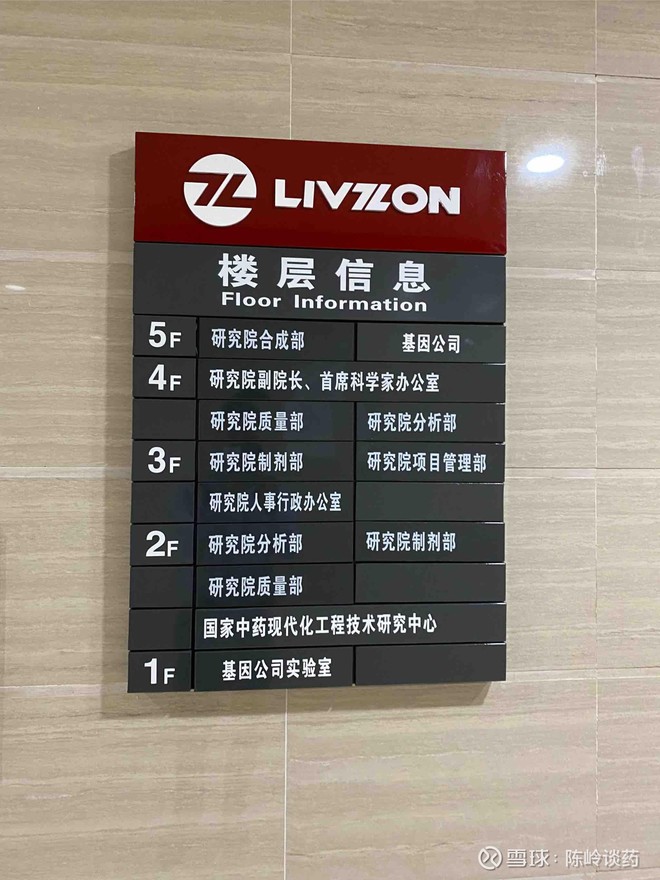 LIVZON
楼层信息
Floor Information
5F 研究院合成部 基因公司
4F 研究院副院长、首席科学家办公室
研究院质量部 研究院分析部
3F 研究院制剂部 研究院项目管理部
研究院人事行政办公室
2F 研究院分析部 研究院制剂部
研究院质量部
国家中药现代化工程技术研究中心
1F 基因公司实验室
雪球：陈岭谈药